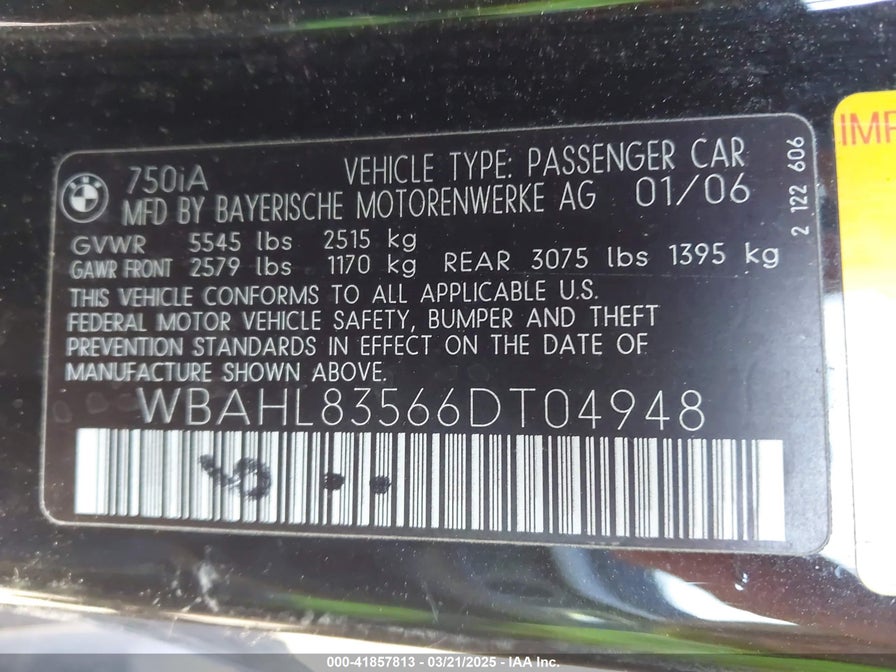 750iA VEHICLE TYPE: PASSENGER CAR
MFD BY BAYERISCHE MOTORENWERKE AG 01/06
GVWR 5545 lbs 2515 kg
GAWR FRONT 2579 lbs 1170 kg REAR 3075 lbs 1395 kg
THIS VEHICLE CONFORMS TO ALL APPLICABLE U.S.
FEDERAL MOTOR VEHICLE SAFETY, BUMPER AND THEFT
PREVENTION STANDARDS IN EFFECT ON THE DATE OF
MANUFACTURE SHOWN ABOVE.
WBAHL83566DT04948
2 122 606
IMP
000-41857813 - 03/21/2025 - IAA Inc.